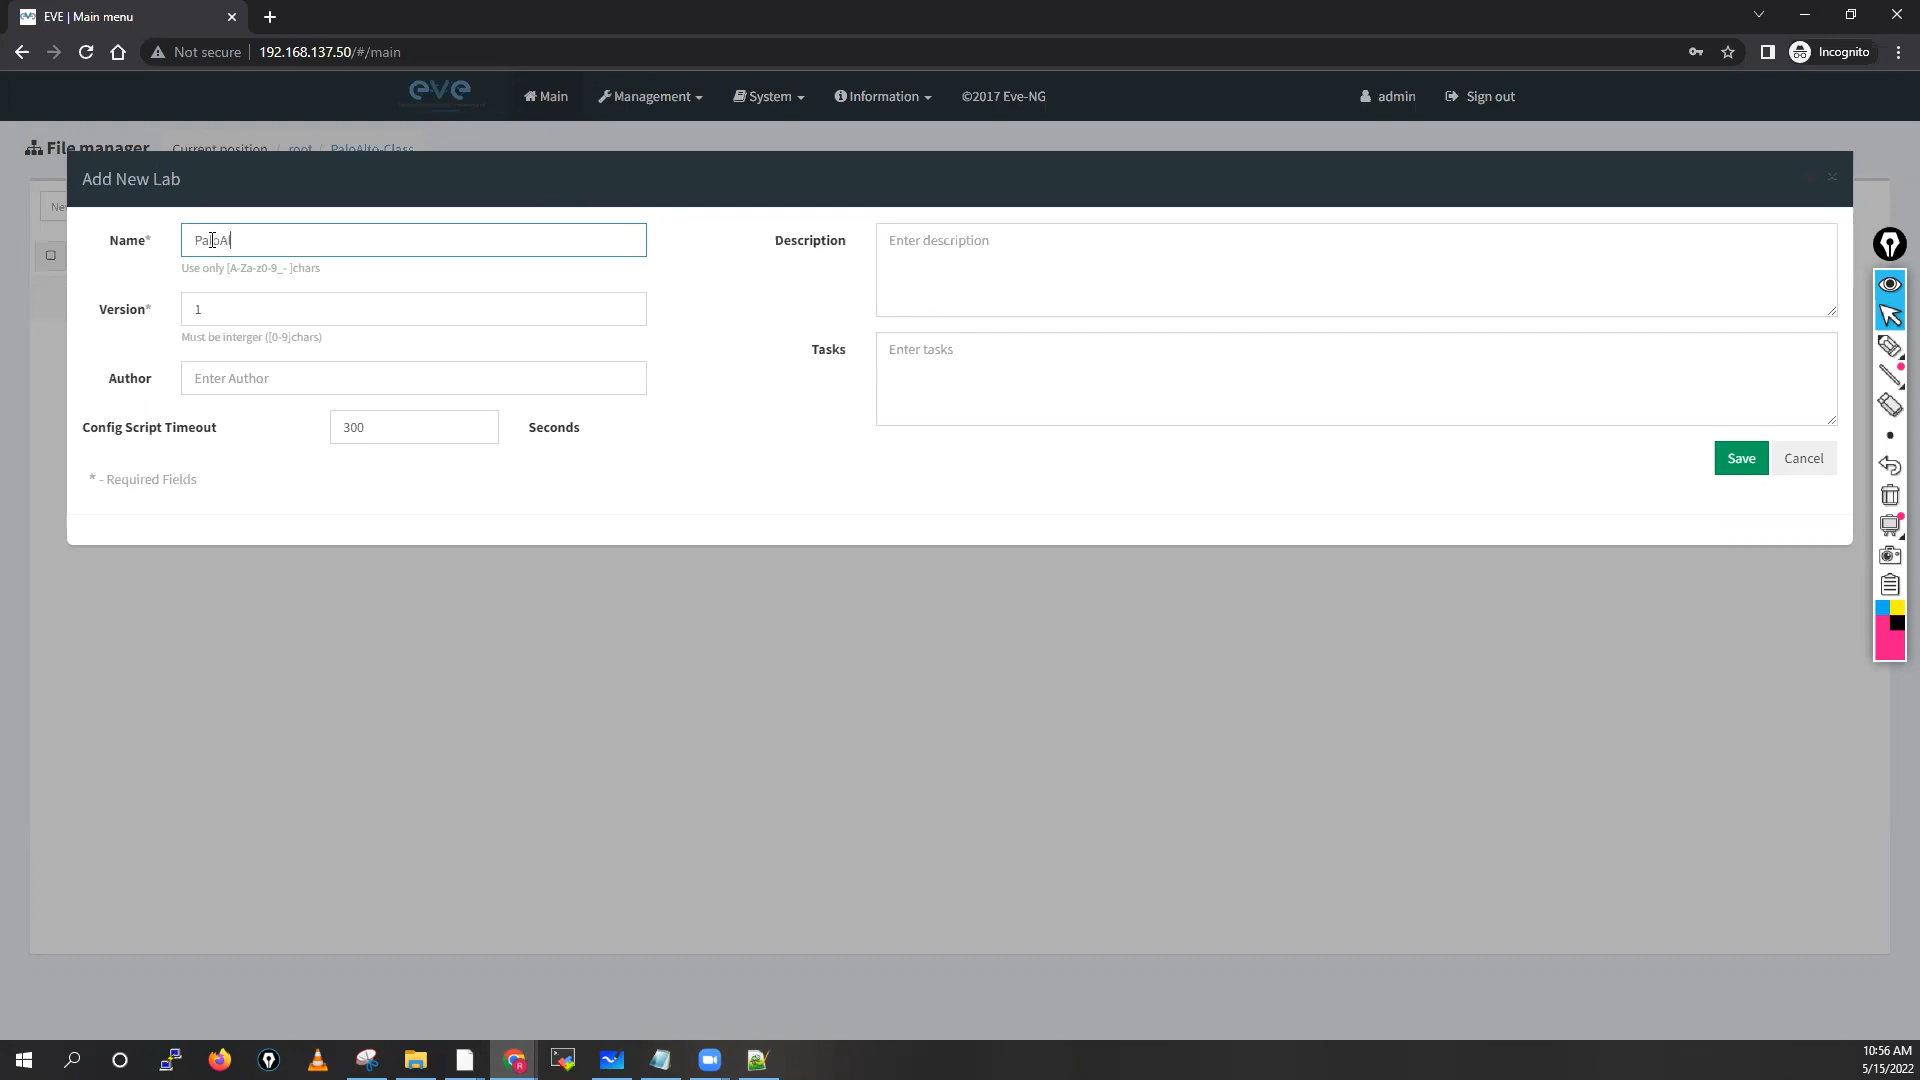 EVE | Main menu
Not secure 192.168.137.50/#/main Incognito
eve Main Management System Information ©2017 Eve-NG admin Sign out
File manager Current position / root / PaloAlto-Class
Ne
Add New Lab
Name* PaloAl
Use only [A-Za-z0-9_- ]chars
Version* 1
Must be interger ([0-9]chars)
Author Enter Author
Config Script Timeout 300 Seconds
* - Required Fields
Description Enter description
Tasks Enter tasks
Save Cancel
10:56 AM
5/15/2022